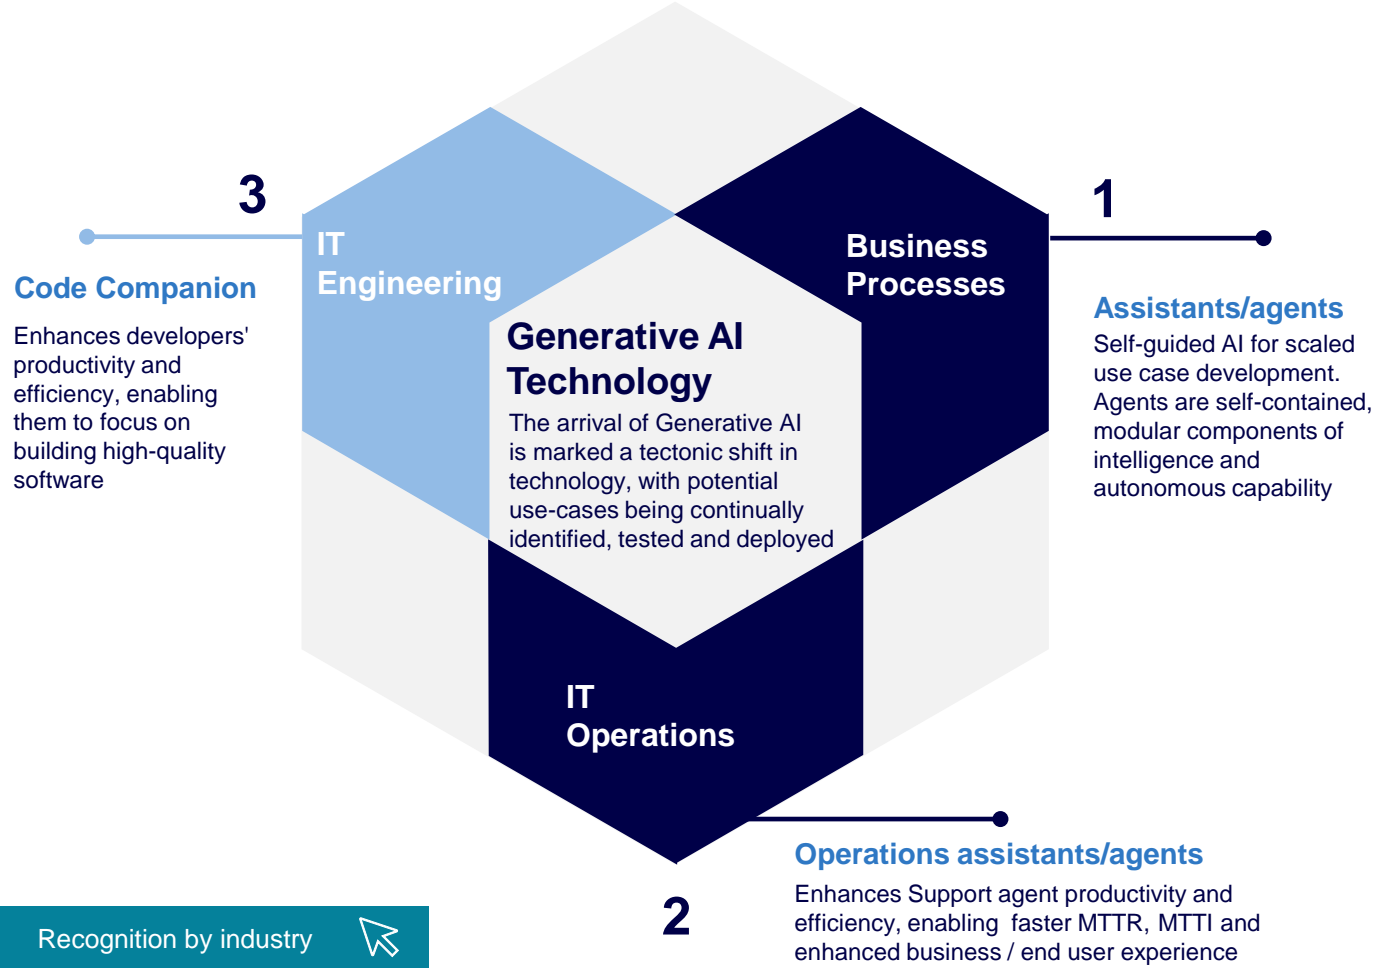 3
IT
Engineering
Code Companion
Enhances developers'
productivity and
efficiency, enabling
them to focus on
building high-quality
software
1
Business
Processes
Assistants/agents
Self-guided AI for scaled
use case development.
Agents are self-contained,
modular components of
intelligence and
autonomous capability
Generative AI
Technology
The arrival of Generative AI
is marked a tectonic shift in
technology, with potential
use-cases being continually
identified, tested and deployed
IT
Operations
2
Operations assistants/agents
Enhances Support agent productivity and
efficiency, enabling faster MTTR, MTTI and
enhanced business / end user experience
Recognition by industry